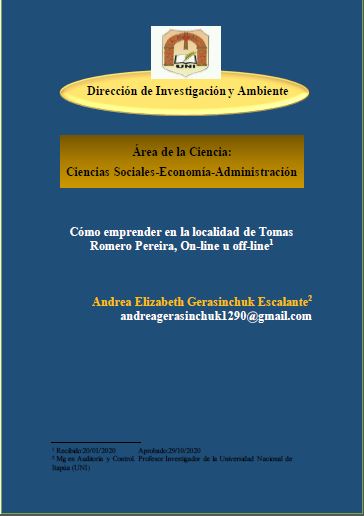 UNI
Dirección de Investigación y Ambiente
Área de la Ciencia:
Ciencias Sociales-Economía-Administración
Cómo emprender en la localidad de Tomas
Romero Pereira, On-line u off-line¹
Andrea Elizabeth Gerasinchuk Escalante²
andreagerasinchuk1290@gmail.com
¹ Recibido:20/01/2020 Aprobado:29/10/2020
² Mg en Auditoría y Control. Profesor Investigador de la Universidad Nacional de
Itapúa (UNI)